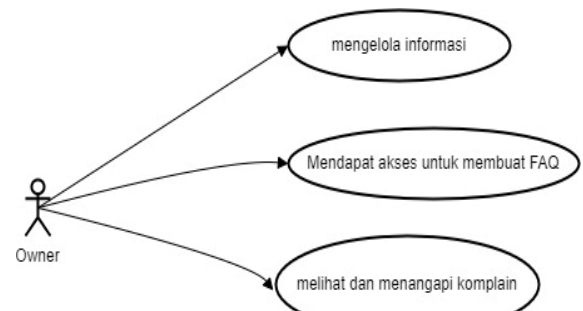 mengelola informasi
Mendapat akses untuk membuat FAQ
Owner
melihat dan menangapi komplain